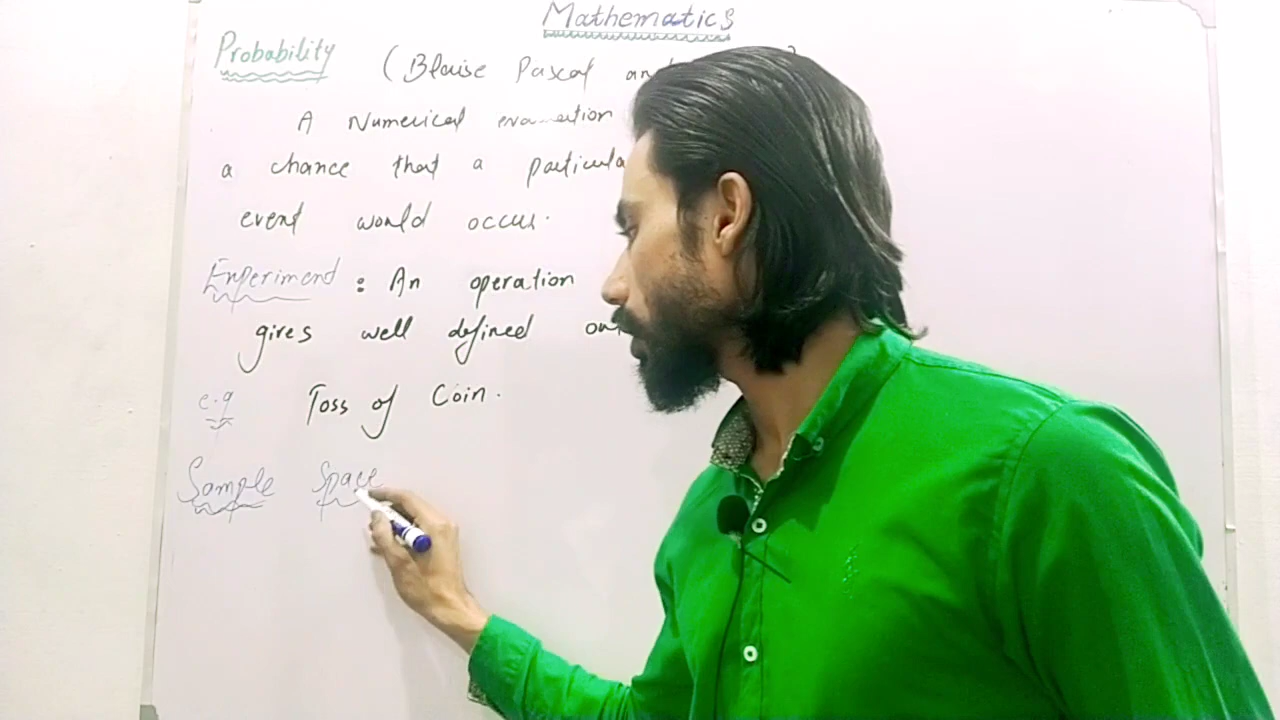 Mathematics
Probability (Blaise Pascal and
A Numerical
a chance that a
event would occur.
Experiment : An operation
gives well defined
e.g Toss of Coin.
Sample Space